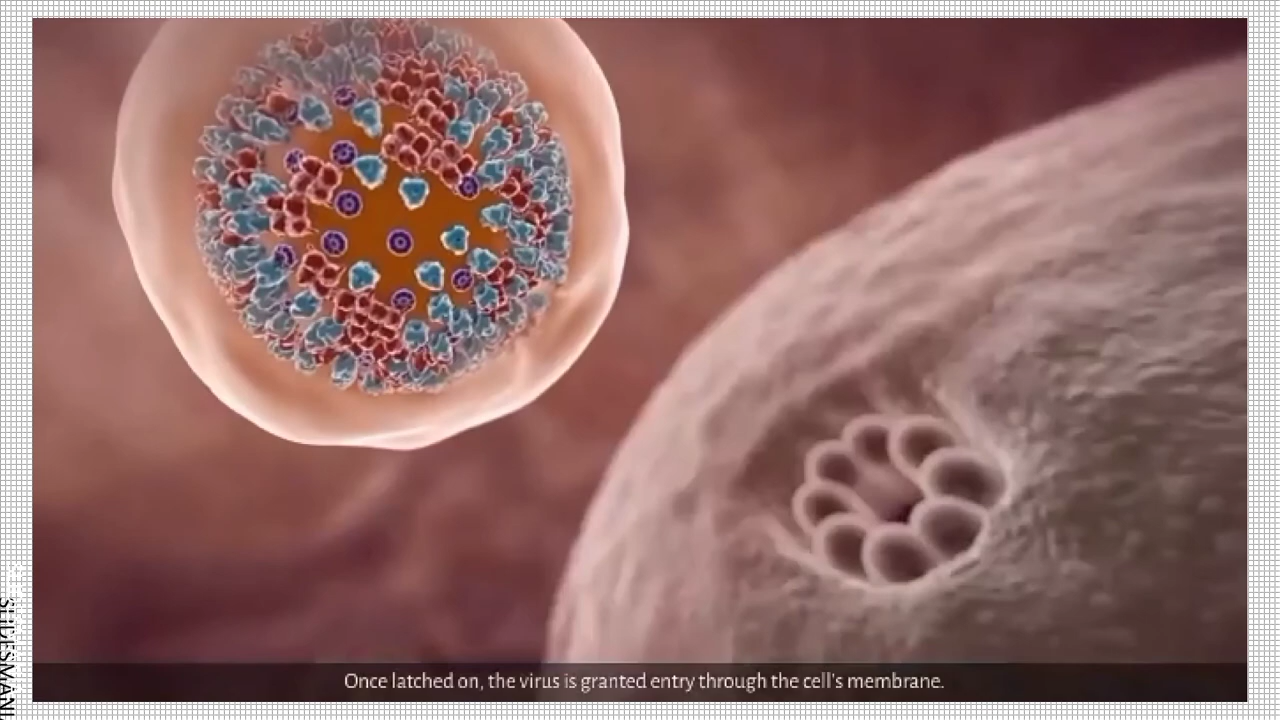 Once latched on, the virus is granted entry through the cell's membrane.